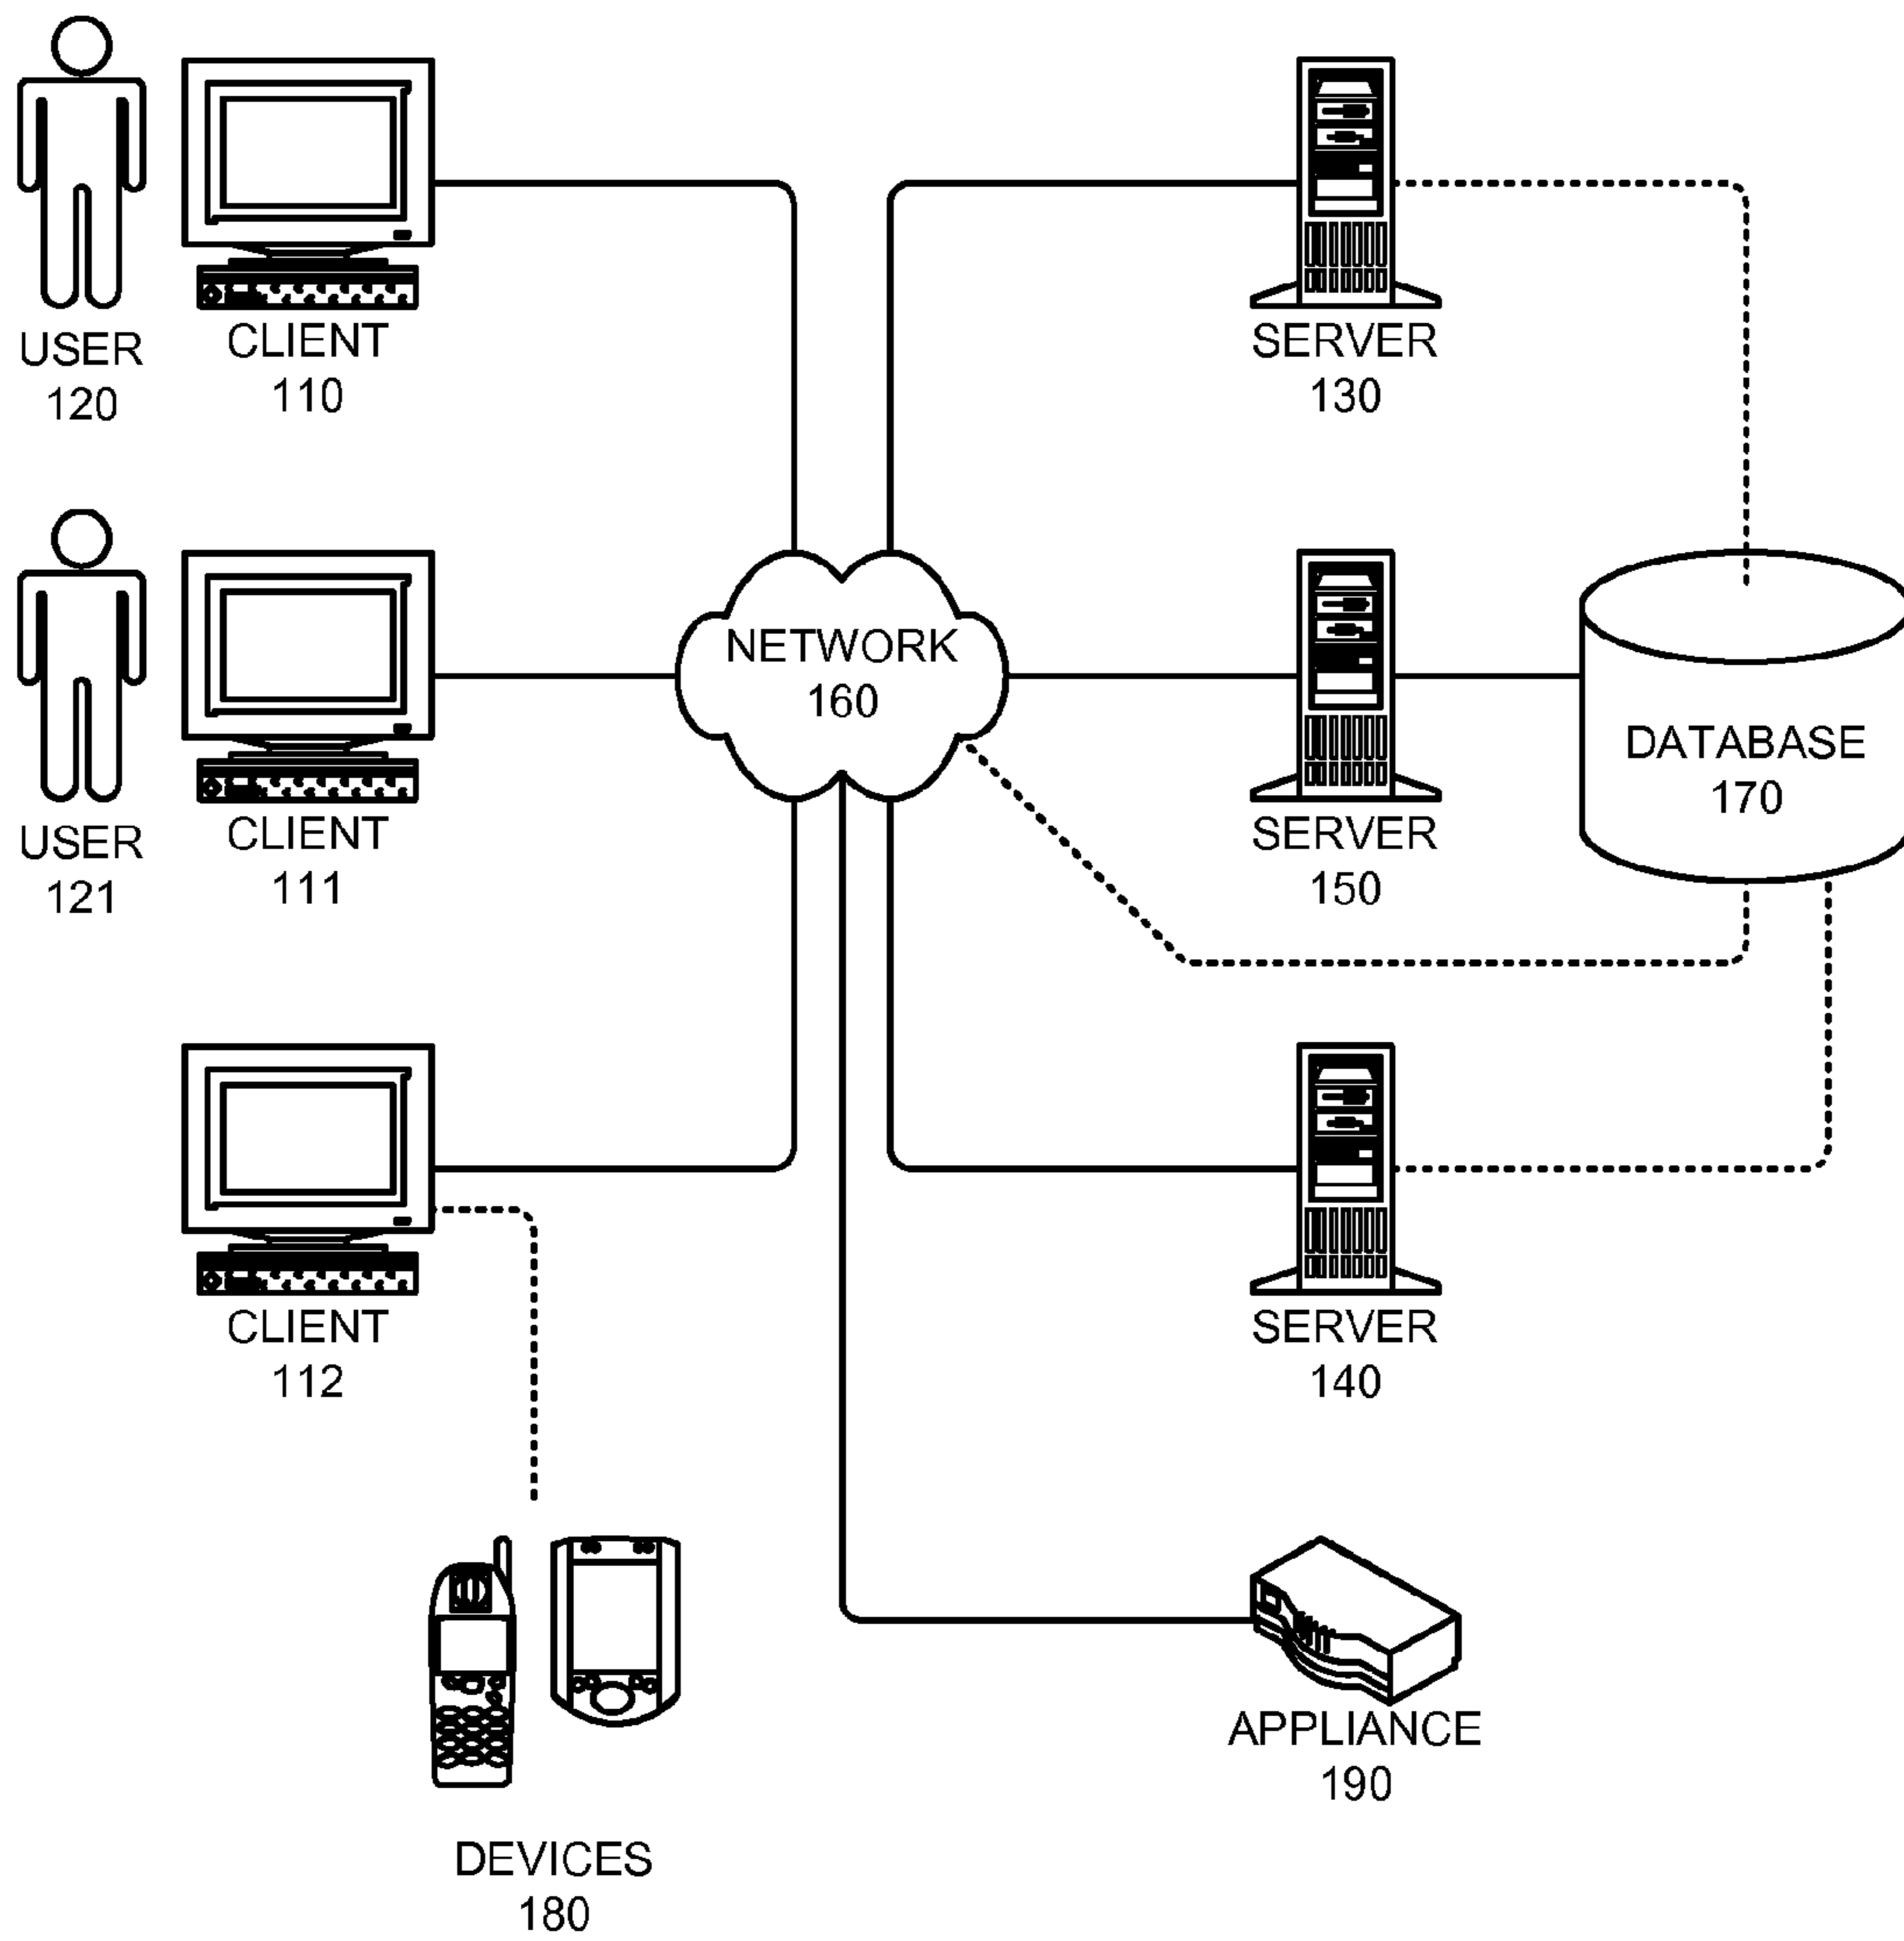 USER
120
CLIENT
110
SERVER
130
NETWORK
160
USER
121
CLIENT
111
SERVER
150
DATABASE
170
CLIENT
112
SERVER
140
DEVICES
180
APPLIANCE
190